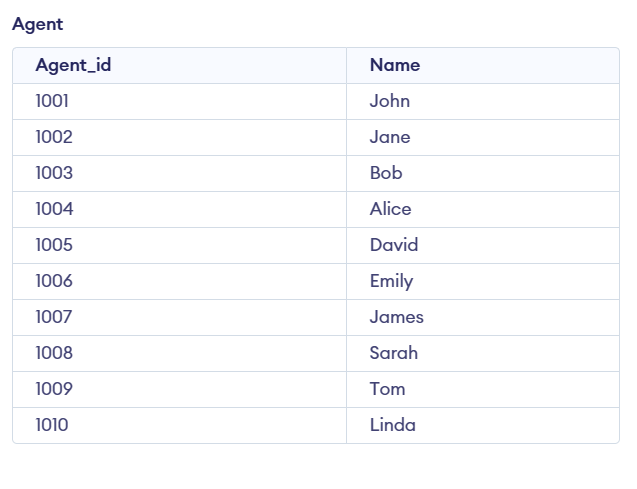 Agent
Agent_id Name
1001 John
1002 Jane
1003 Bob
1004 Alice
1005 David
1006 Emily
1007 James
1008 Sarah
1009 Tom
1010 Linda